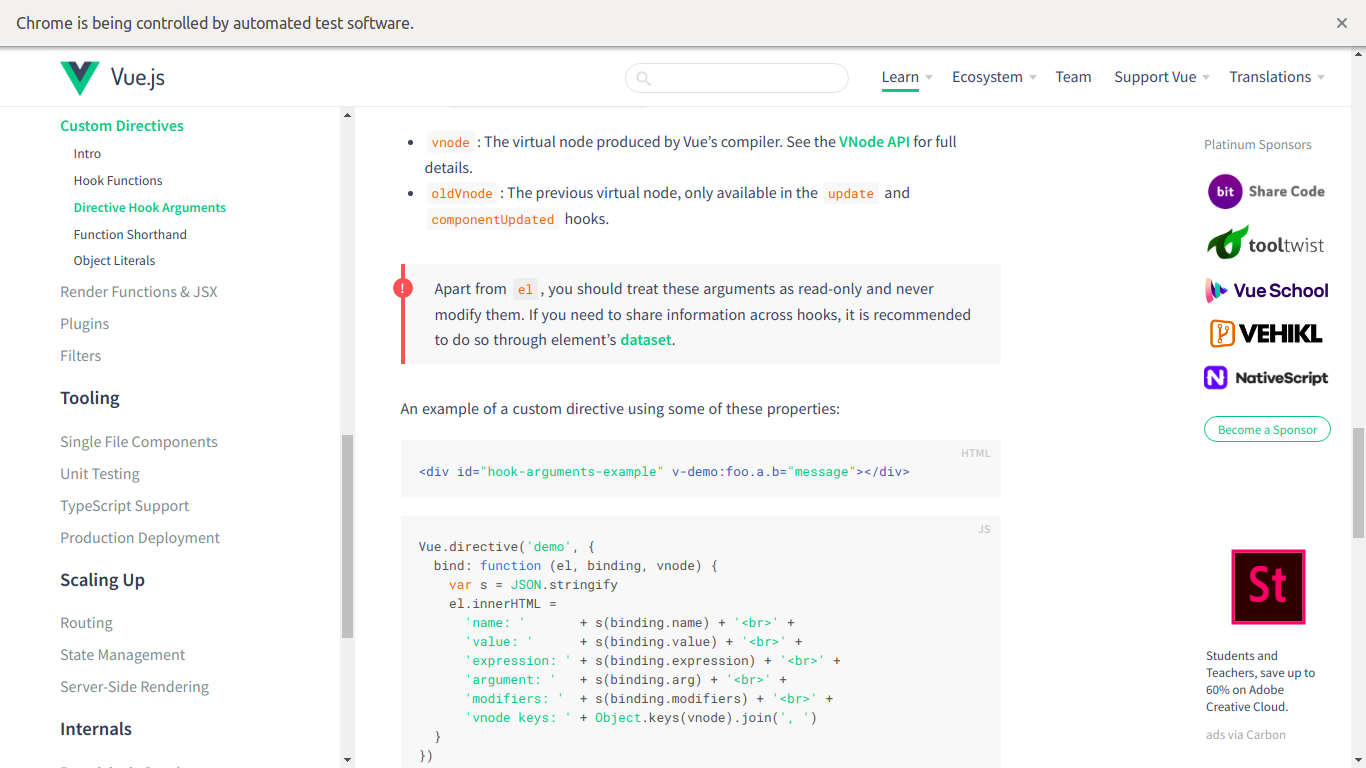 Chrome is being controlled by automated test software.
Vue.js
Learn
Ecosystem
Team
Support Vue
Translations
Custom Directives
Intro
Hook Functions
Directive Hook Arguments
Function Shorthand
Object Literals
Render Functions & JSX
Plugins
Filters
Tooling
Single File Components
Unit Testing
TypeScript Support
Production Deployment
Scaling Up
Routing
State Management
Server-Side Rendering
Internals
vnode : The virtual node produced by Vue’s compiler. See the VNode API for full
details.
oldVnode : The previous virtual node, only available in the update and
componentUpdated hooks.
!
Apart from el , you should treat these arguments as read-only and never
modify them. If you need to share information across hooks, it is recommended
to do so through element’s dataset.
An example of a custom directive using some of these properties:
HTML
<div id="hook-arguments-example" v-demo:foo.a.b="message"></div>
JS
Vue.directive('demo', {
bind: function (el, binding, vnode) {
var s = JSON.stringify
el.innerHTML =
'name: ' + s(binding.name) + '<br>' +
'value: ' + s(binding.value) + '<br>' +
'expression: ' + s(binding.expression) + '<br>' +
'argument: ' + s(binding.arg) + '<br>' +
'modifiers: ' + s(binding.modifiers) + '<br>' +
'vnode keys: ' + Object.keys(vnode).join(', ')
}
})
Platinum Sponsors
bit Share Code
tooltwist
Vue School
VEHIKL
NativeScript
Become a Sponsor
St
Students and
Teachers, save up to
60% on Adobe
Creative Cloud.
ads via Carbon